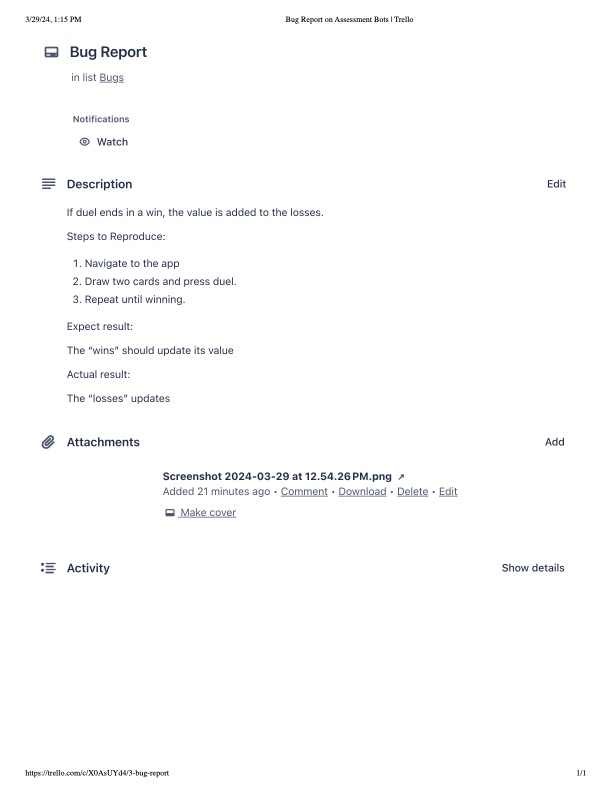 3/29/24, 1:15 PM
Bug Report on Assessment Bots | Trello
Bug Report
in list Bugs
Notifications
Watch
Description
Edit
If duel ends in a win, the value is added to the losses.
Steps to Reproduce:
1. Navigate to the app
2. Draw two cards and press duel.
3. Repeat until winning.
Expect result:
The “wins” should update its value
Actual result:
The “losses” updates
Attachments
Add
Screenshot 2024-03-29 at 12.54.26 PM.png ↗
Added 21 minutes ago • Comment • Download • Delete • Edit
Make cover
Activity
Show details
https://trello.com/c/X0AsUYd4/3-bug-report
1/1